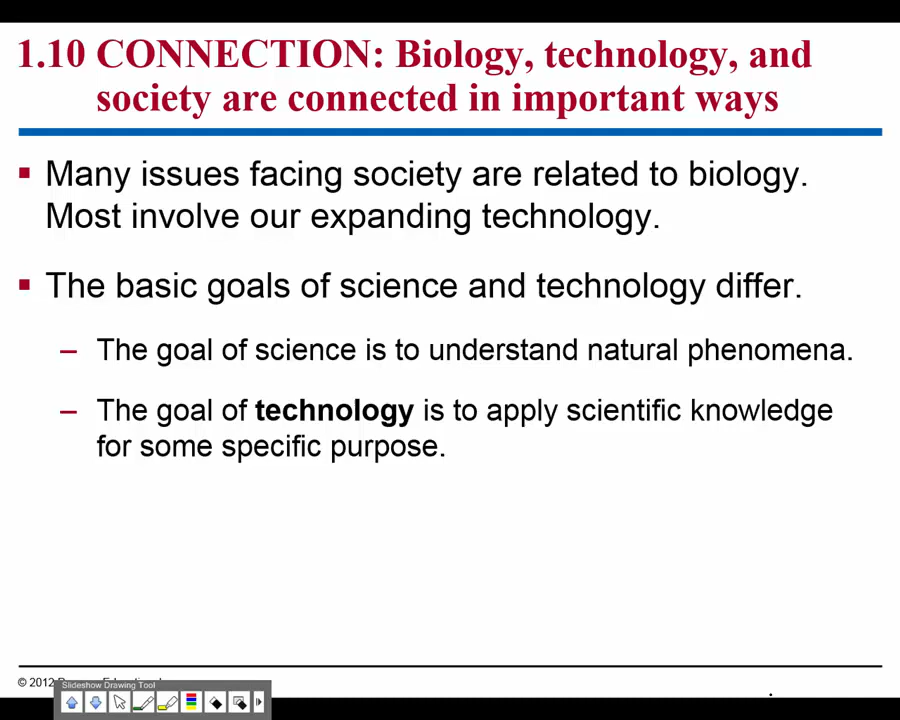 1.10 CONNECTION: Biology, technology, and
society are connected in important ways
▪ Many issues facing society are related to biology.
Most involve our expanding technology.
▪ The basic goals of science and technology differ.
– The goal of science is to understand natural phenomena.
– The goal of technology is to apply scientific knowledge
for some specific purpose.
© 2012
Slideshow Drawing Tool